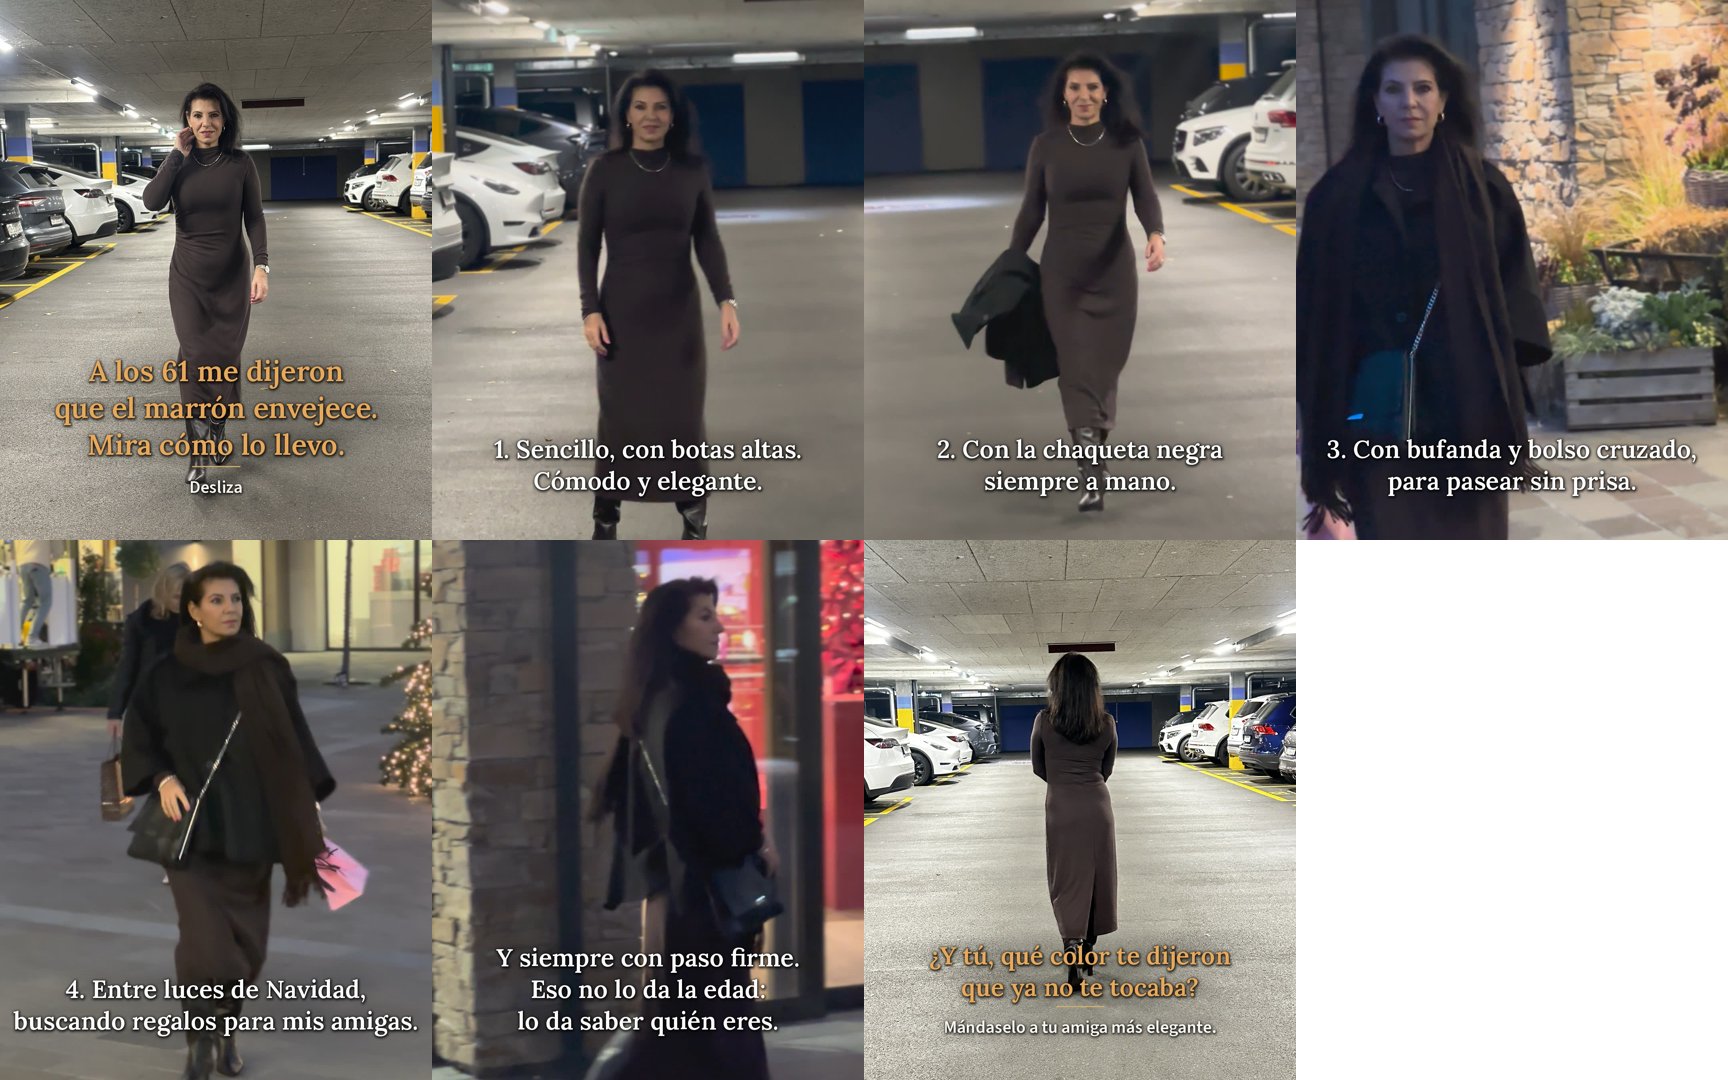 A los 61 me dijeron
que el marrón envejece.
Mira cómo lo llevo.
Desliza
1. Sencillo, con botas altas.
Cómodo y elegante.
2. Con la chaqueta negra
siempre a mano.
3. Con bufanda y bolso cruzado,
para pasear sin prisa.
4. Entre luces de Navidad,
buscando regalos para mis amigas.
Y siempre con paso firme.
Eso no lo da la edad:
lo da saber quién eres.
¿Y tú, qué color te dijeron
que ya no te tocaba?
Mándaselo a tu amiga más elegante.